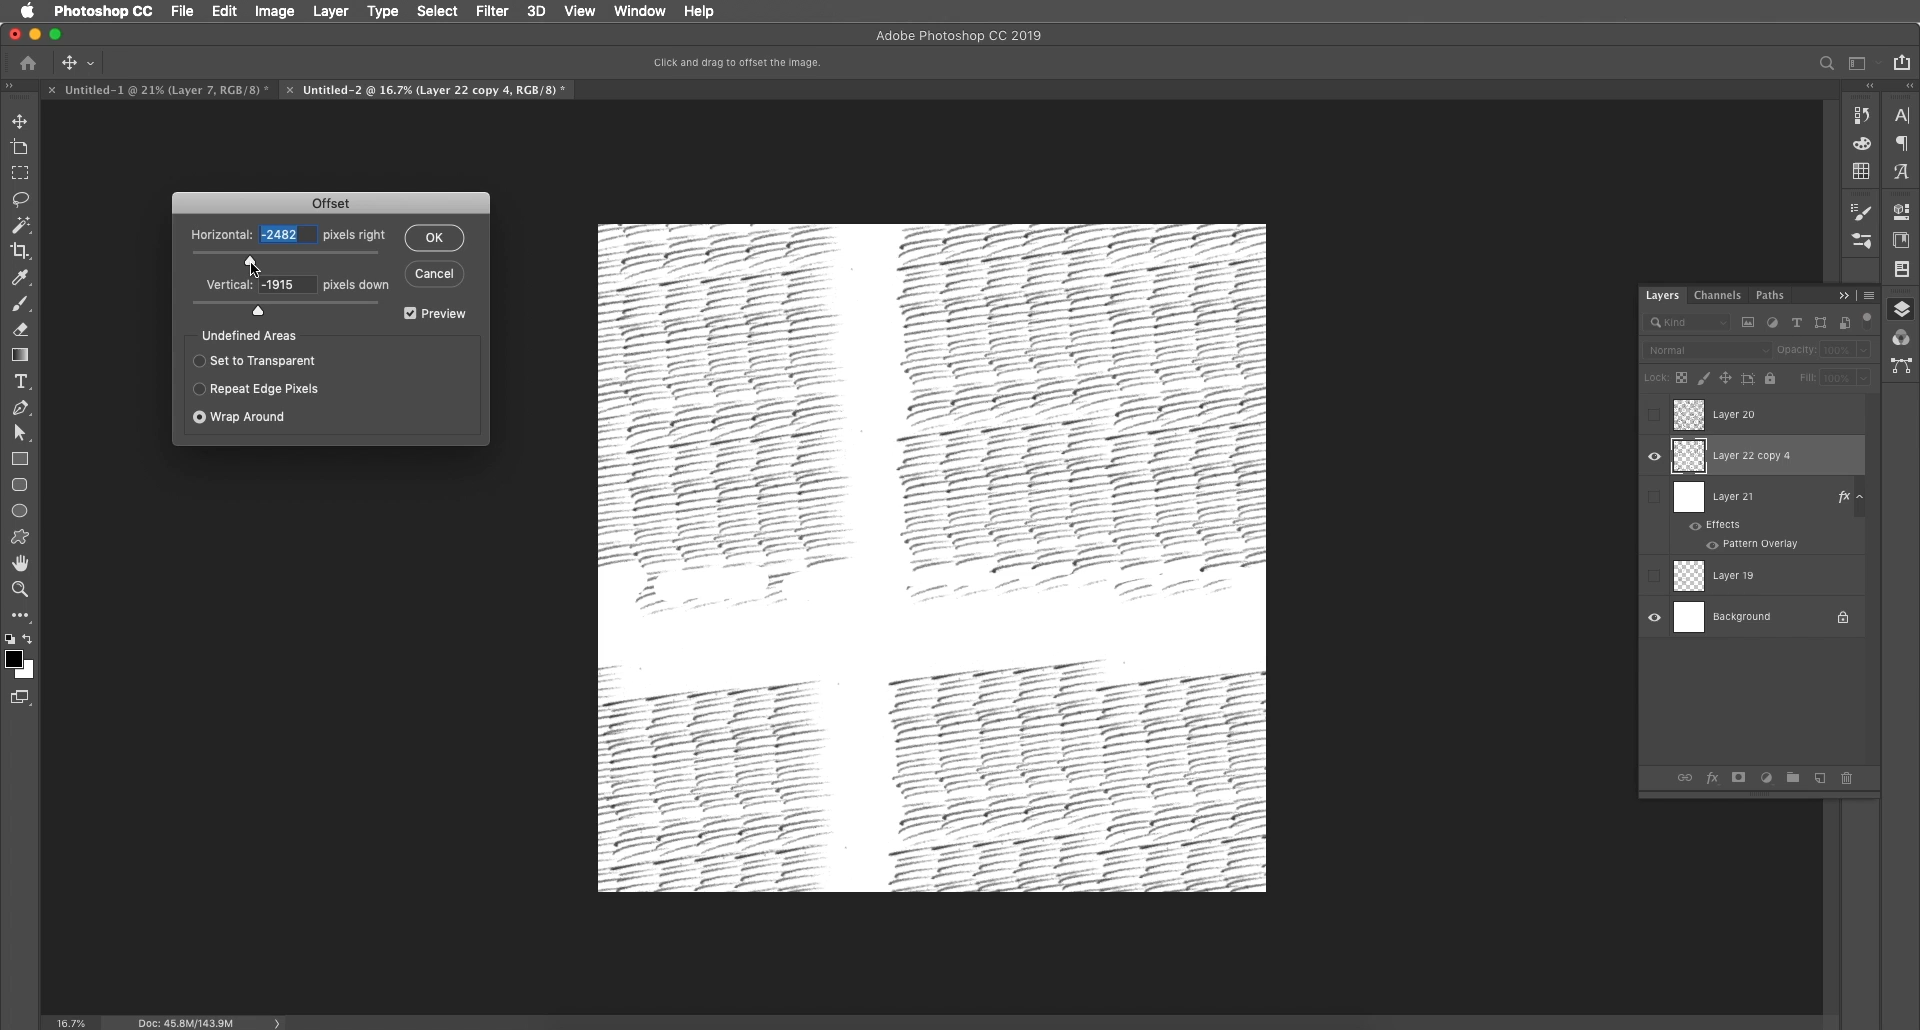 Photoshop CC File Edit Image Layer Type Select Filter 3D View Window Help
Adobe Photoshop CC 2019
Click and drag to offset the image.
Untitled-1 @ 21% (Layer 7, RGB/8) *
Untitled-2 @ 16.7% (Layer 22 copy 4, RGB/8) *
Offset
Horizontal: -2482 pixels right
OK
Cancel
Vertical: -1915 pixels down
Preview
Undefined Areas
Set to Transparent
Repeat Edge Pixels
Wrap Around
Layers Channels Paths
Kind
Normal Opacity: 100%
Lock: Fill: 100%
Layer 20
Layer 22 copy 4
Layer 21 fx
Effects
Pattern Overlay
Layer 19
Background
fx
16.7% Doc: 45.8M/143.9M